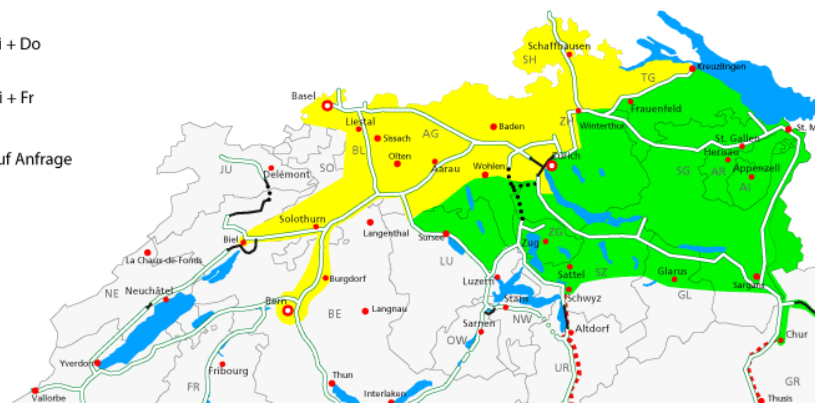 i + Do
i + Fr
uf Anfrage
Schaffhausen
SH
Kreuzlingen
TG
Basel
Frauenfeld
Liestal
Sissach
AG
Baden
ZH
Winterthur
St. M
BL
Olten
Aarau
Wohlen
Zürich
St. Gallen
Herisau
SG
AR
Appenzell
AI
JU
Delémont
SO
Solothurn
Biel
Langenthal
Sursee
Zug
ZG
La Chaux-de-Fonds
LU
Sattel
SZ
Glarus
Sargans
NE
Neuchâtel
Burgdorf
Luzern
Stans
Schwyz
GL
Bern
BE
Langnau
Sarnen
NW
Altdorf
OW
Chur
Yverdon
Fribourg
UR
FR
Thun
GR
Vallorbe
Interlaken
Thusis